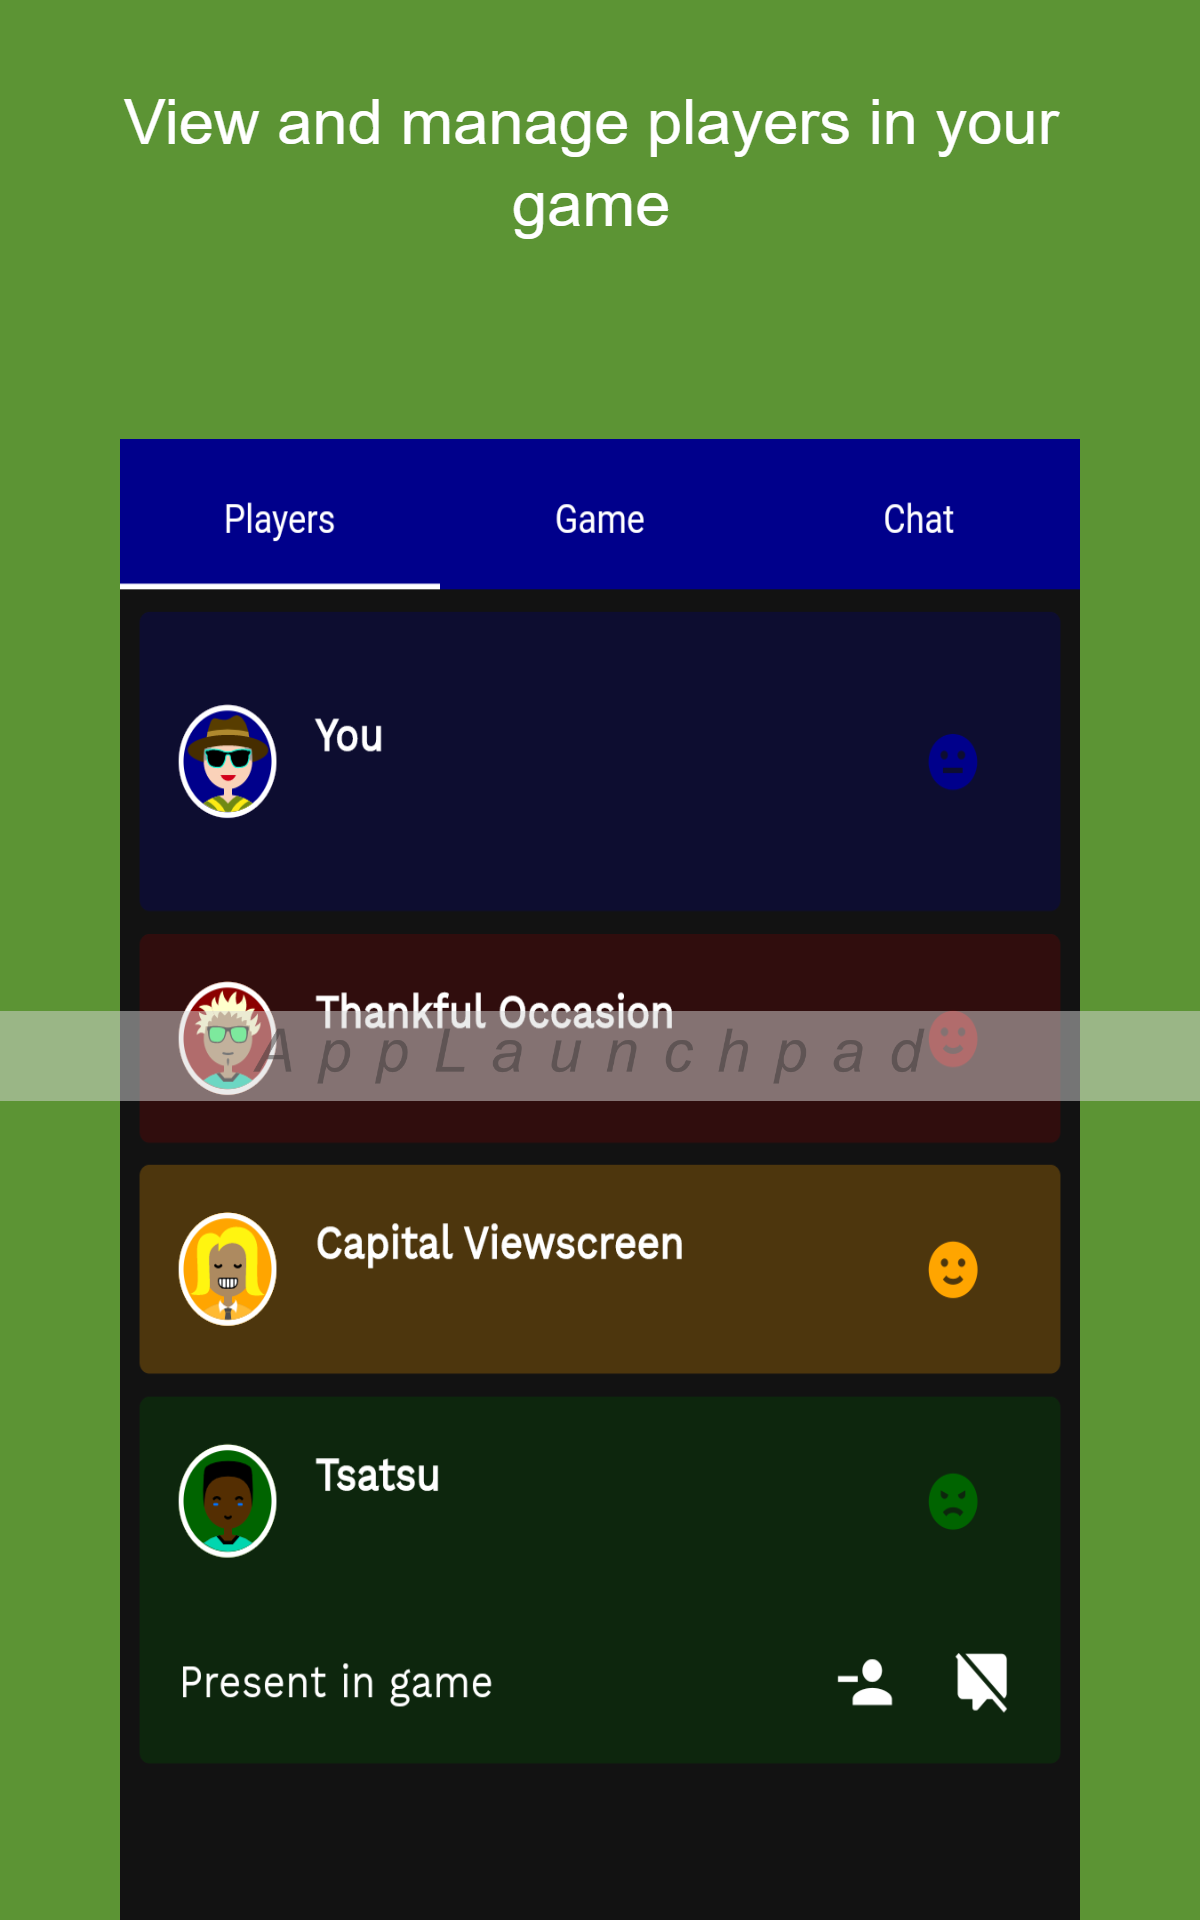 View and manage players in your
game
Players Game Chat
You
Thankful Occasion
AppLaunchpad
Capital Viewscreen
Tsatsu
Present in game